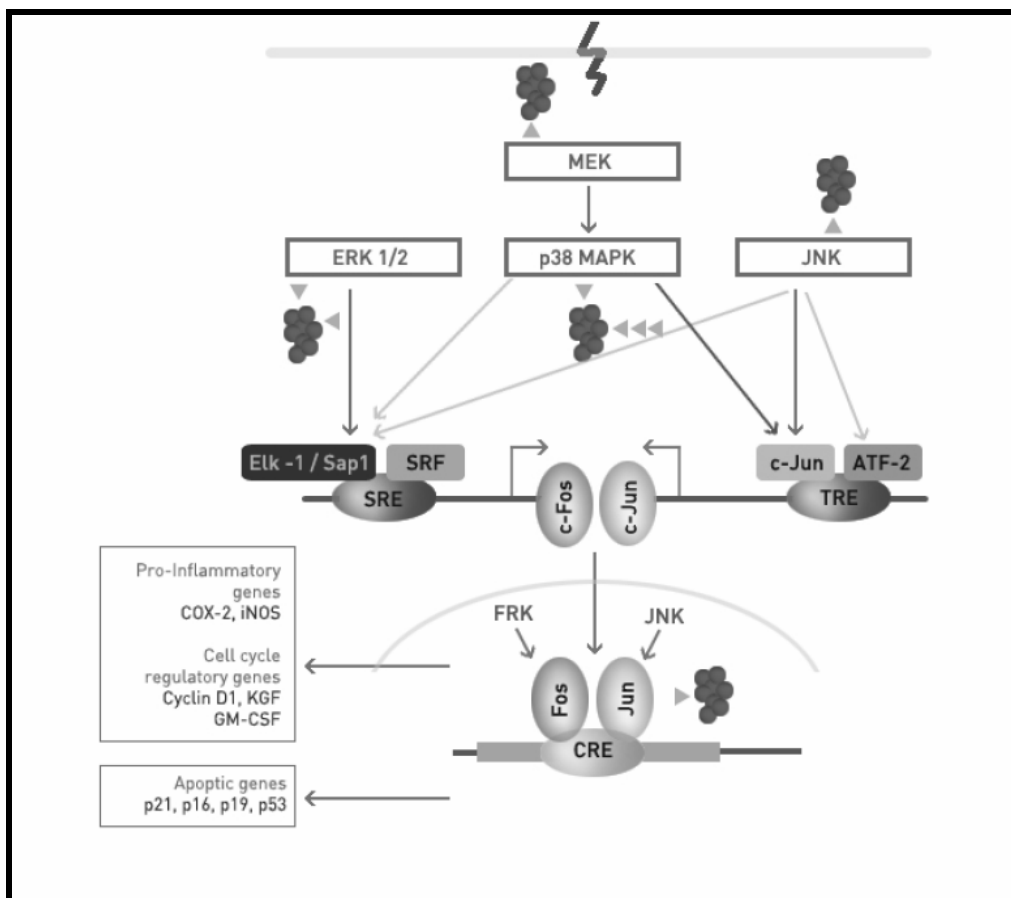 MEK
ERK 1/2
p38 MAPK
JNK
Elk -1 / Sap1
SRF
SRE
c-Fos
c-Jun
c-Jun
ATF-2
TRE
Pro-Inflammatory
genes
COX-2, iNOS
Cell cycle
regulatory genes
Cyclin D1, KGF
GM-CSF
FRK
JNK
Fos
Jun
CRE
Apoptic genes
p21, p16, p19, p53